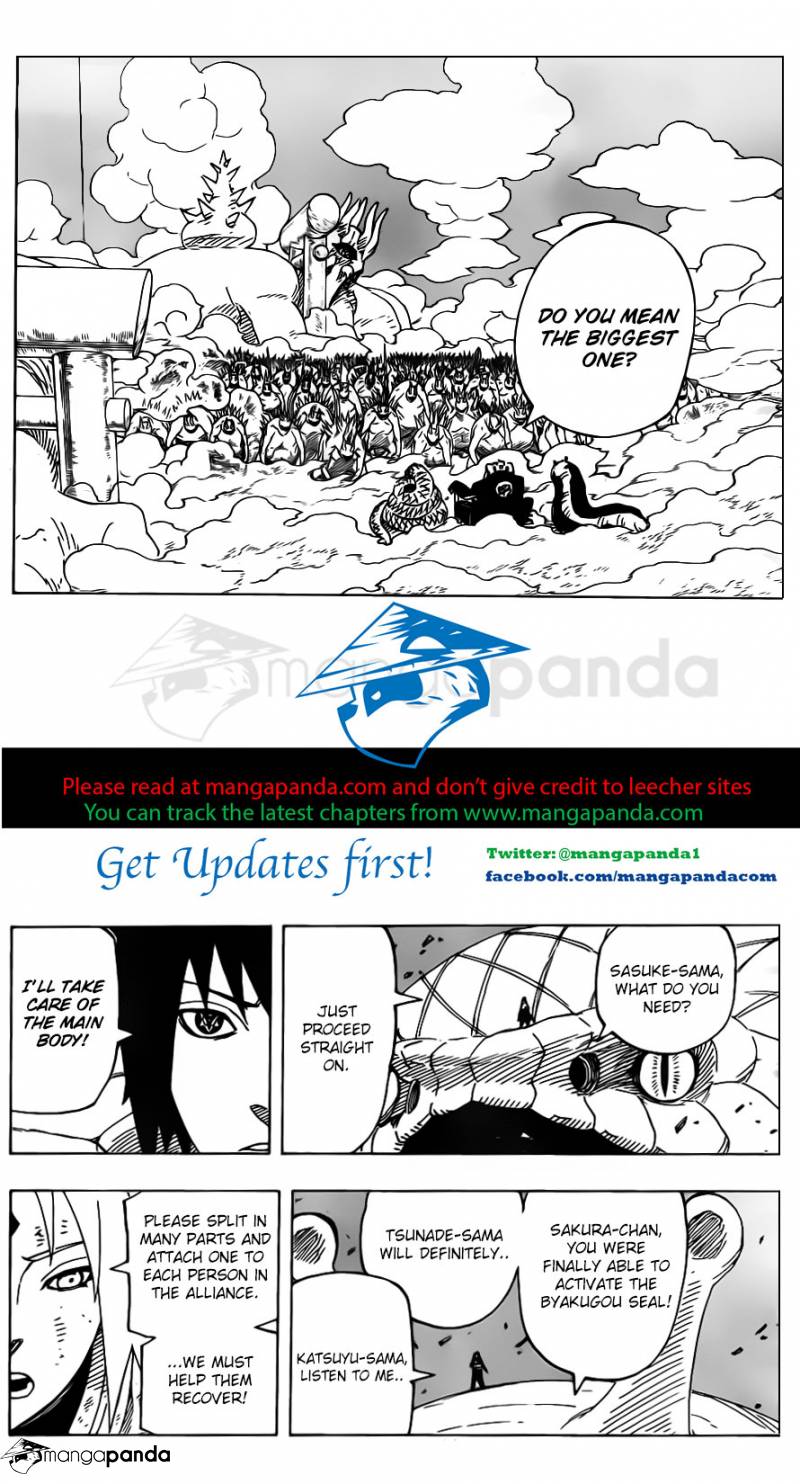 DO YOU MEAN
THE BIGGEST
ONE?
mangapanda
Please read at mangapanda.com and don't give credit to leecher sites
You can track the latest chapters from www.mangapanda.com
Get Updates first!
Twitter: @mangapanda1
facebook.com/mangapandacom
SASUKE-SAMA,
WHAT DO YOU
NEED?
JUST
PROCEED
STRAIGHT
ON.
I'LL TAKE
CARE OF
THE MAIN
BODY!
SAKURA-CHAN,
YOU WERE
FINALLY ABLE TO
ACTIVATE THE
BYAKUGOU SEAL!
TSUNADE-SAMA
WILL DEFINITELY..
KATSUYU-SAMA,
LISTEN TO ME..
PLEASE SPLIT IN
MANY PARTS AND
ATTACH ONE TO
EACH PERSON IN
THE ALLIANCE.
...WE MUST
HELP THEM
RECOVER!
mangapanda